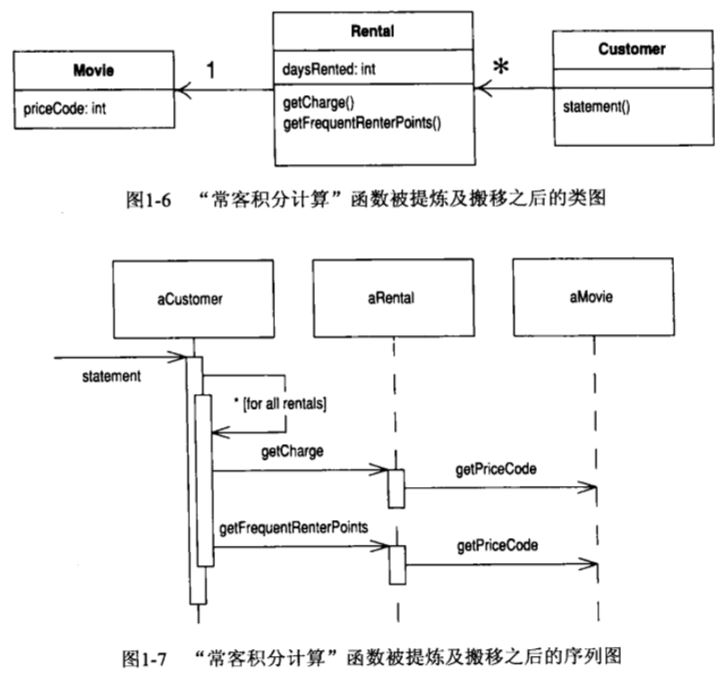 Rental
Movie
1
daysRented: int
*
Customer
priceCode: int
getCharge()
getFrequentRenterPoints()
statement()
图1-6 “常客积分计算”函数被提炼及搬移之后的类图
aCustomer
aRental
aMovie
statement
* [for all rentals]
getCharge
getPriceCode
getFrequentRenterPoints
getPriceCode
图1-7 “常客积分计算”函数被提炼及搬移之后的序列图